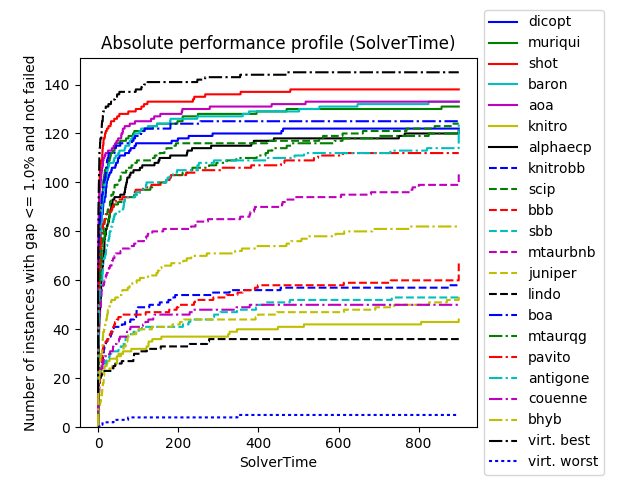 Absolute performance profile (SolverTime)
Number of instances with gap <= 1.0% and not failed
140
120
100
80
60
40
20
0
0 200 400 600 800
SolverTime
dicopt
muriqui
shot
baron
aoa
knitro
alphaecp
knitrobb
scip
bbb
sbb
mtaurbnb
juniper
lindo
boa
mtaurqg
pavito
antigone
couenne
bhyb
virt. best
virt. worst